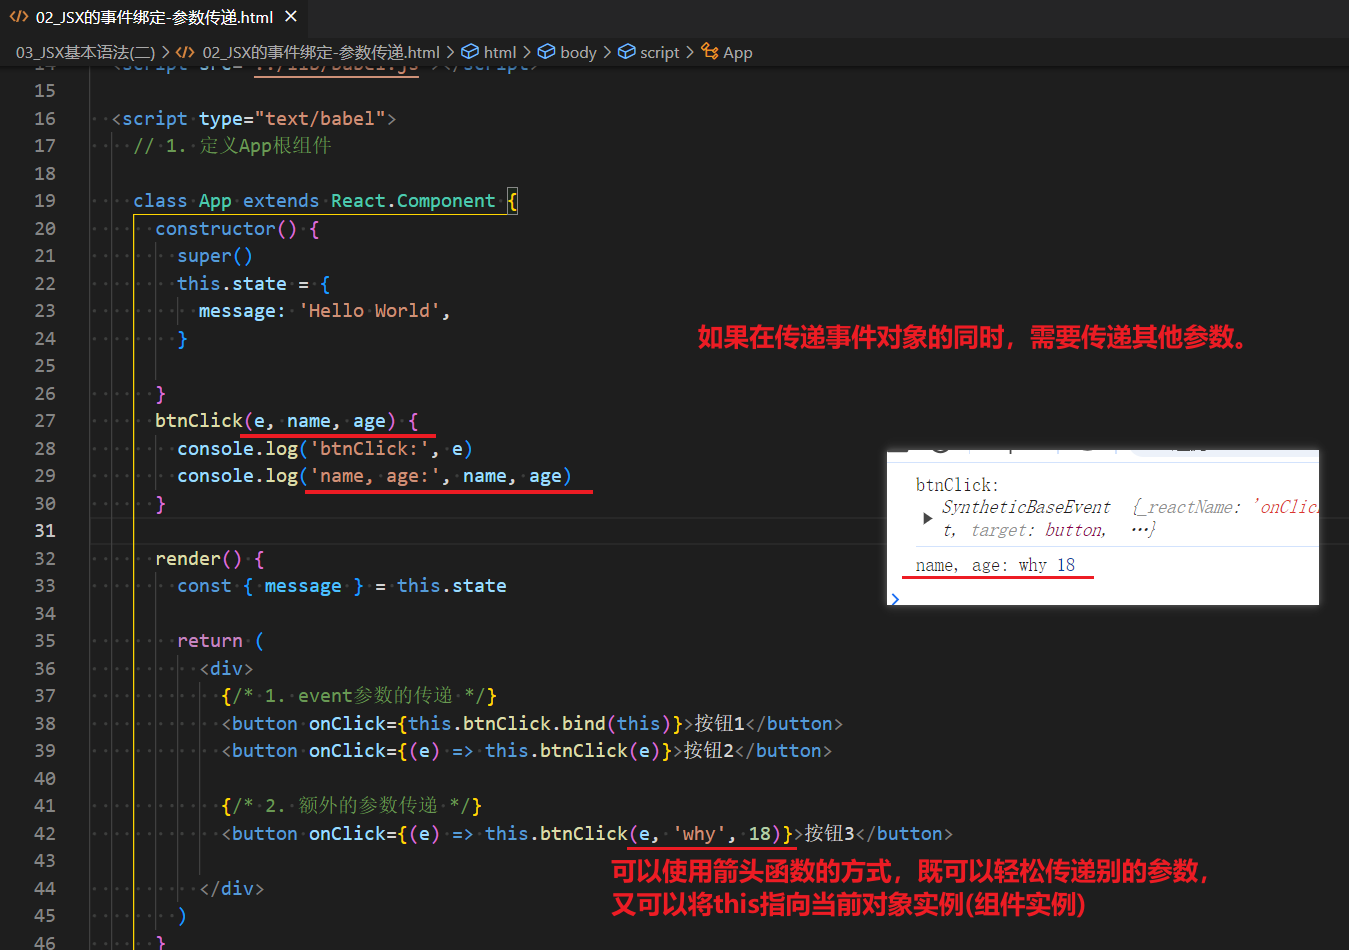 02_JSX的事件绑定-参数传递.html
03_JSX基本语法(二) > 02_JSX的事件绑定-参数传递.html > html > body > script > App
14 <script src="../lib/babel.js"></script>
15
16 <script type="text/babel">
17 // 1. 定义App根组件
18
19 class App extends React.Component {
20 constructor() {
21 super()
22 this.state = {
23 message: 'Hello World',
24 }
如果在传递事件对象的同时，需要传递其他参数。
25
26 }
27 btnClick(e, name, age) {
28 console.log('btnClick:', e)
29 console.log('name, age:', name, age)
30 }
31
32 render() {
33 const { message } = this.state
34
35 return (
36 <div>
37 {/* 1. event参数的传递 */}
38 <button onClick={this.btnClick.bind(this)}>按钮1</button>
39 <button onClick={(e) => this.btnClick(e)}>按钮2</button>
40
41 {/* 2. 额外的参数传递 */}
42 <button onClick={(e) => this.btnClick(e, 'why', 18)}>按钮3</button>
43
可以使用箭头函数的方式，既可以轻松传递别的参数，
44 </div>
又可以将this指向当前对象实例(组件实例)
45 )
46 }
btnClick:
SyntheticBaseEvent {_reactName: 'onClic
t, target: button, …}
name, age: why 18